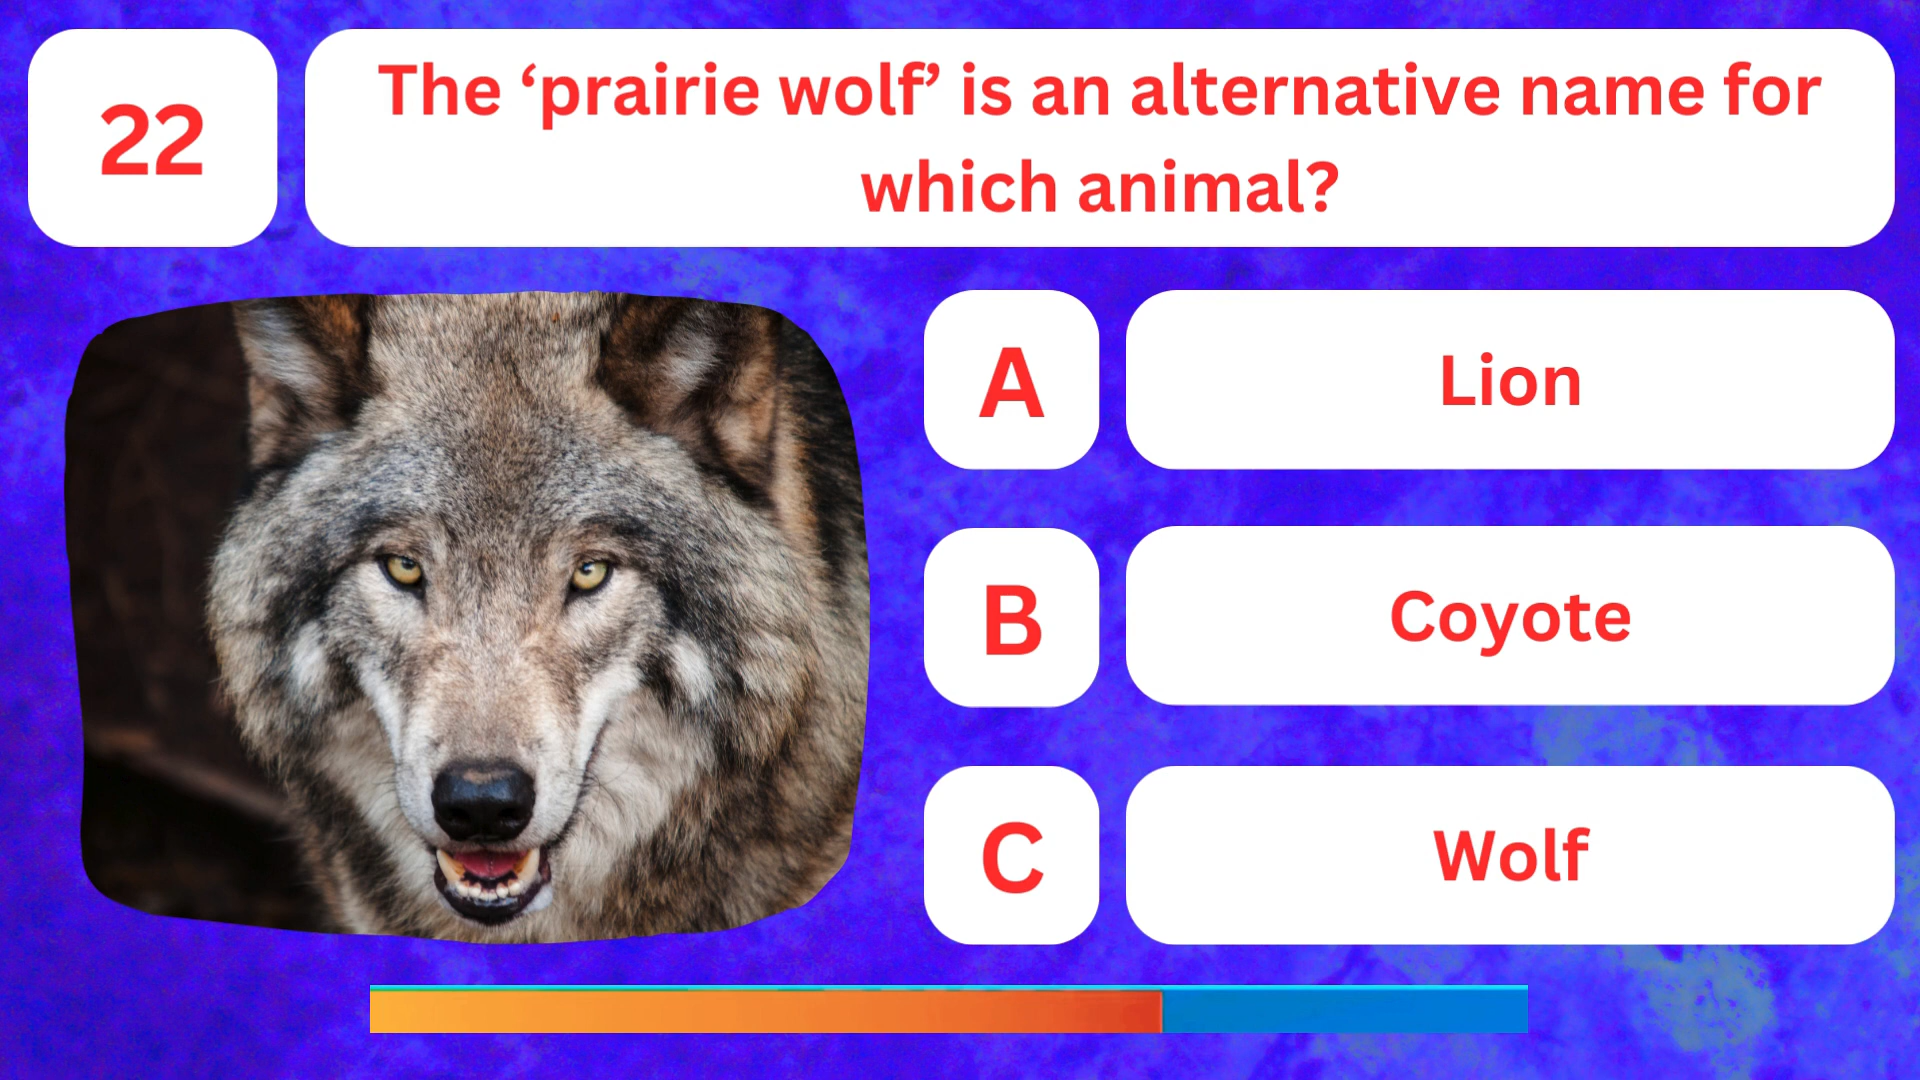 22
The ‘prairie wolf’ is an alternative name for
which animal?
A
Lion
B
Coyote
C
Wolf